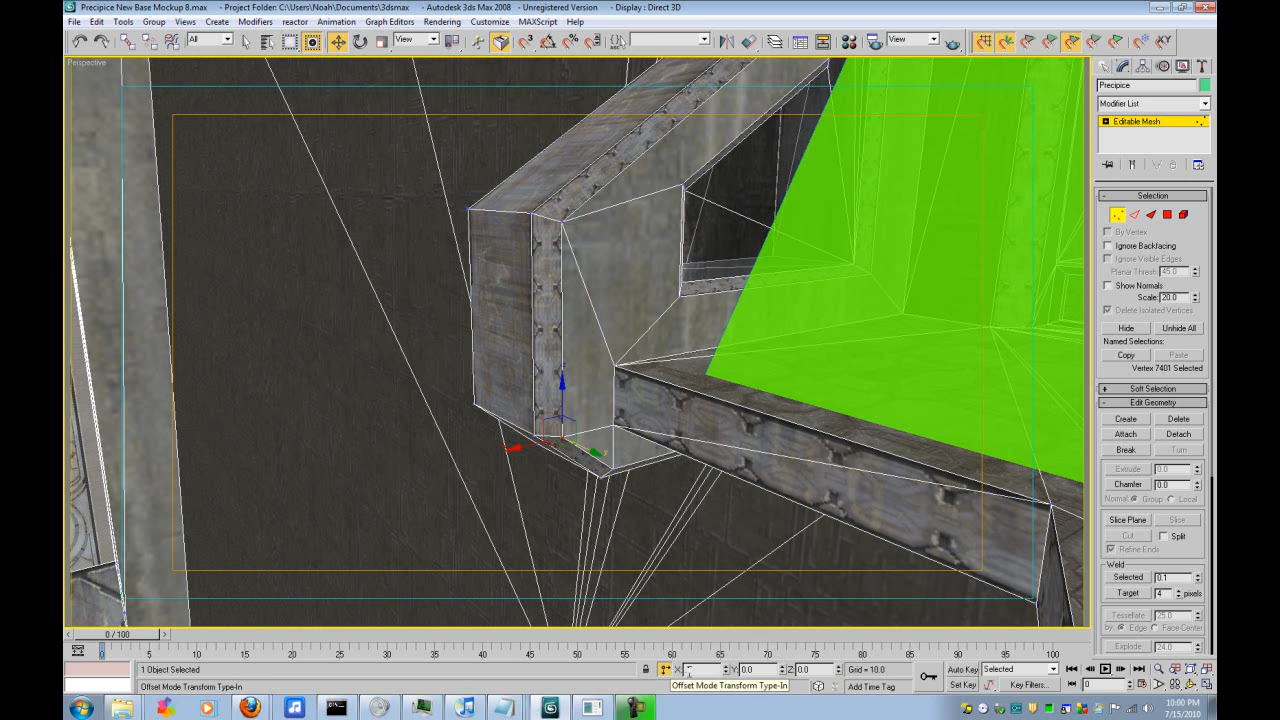 Precipice New Base Mockup 8.max - Project Folder: C:\Users\Noah\Documents\3dsmax - Autodesk 3ds Max 2008 - Unregistered Version - Display : Direct 3D
File Edit Tools Group Views Create Modifiers reactor Animation Graph Editors Rendering Customize MAXScript Help
All View View
Perspective
Precipice
Modifier List
Editable Mesh
Selection
By Vertex
Ignore Backfacing
Ignore Visible Edges
Planar Thresh: 45.0
Show Normals
Scale: 20.0
Delete Isolated Vertices
Hide Unhide All
Named Selections:
Copy Paste
Vertex 7401 Selected
Soft Selection
Edit Geometry
Create Delete
Attach Detach
Break Turn
Extrude 0.0
Chamfer 0.0
Normal: Group Local
Slice Plane Slice
Cut Split
Refine Ends
Weld
Selected 0.1
Target 4 pixels
Tessellate 25.0
by: Edge Face-Center
Explode 24.0
0 / 100
0 5 10 15 20 25 30 35 40 45 50 55 60 65 70 75 80 85 90 95 100
1 Object Selected X: Y: 0.0 Z: 0.0 Grid = 10.0 Auto Key Selected
Offset Mode Transform Type-In Offset Mode Transform Type-In Add Time Tag Set Key Key Filters... 0
10:00 PM
7/15/2010